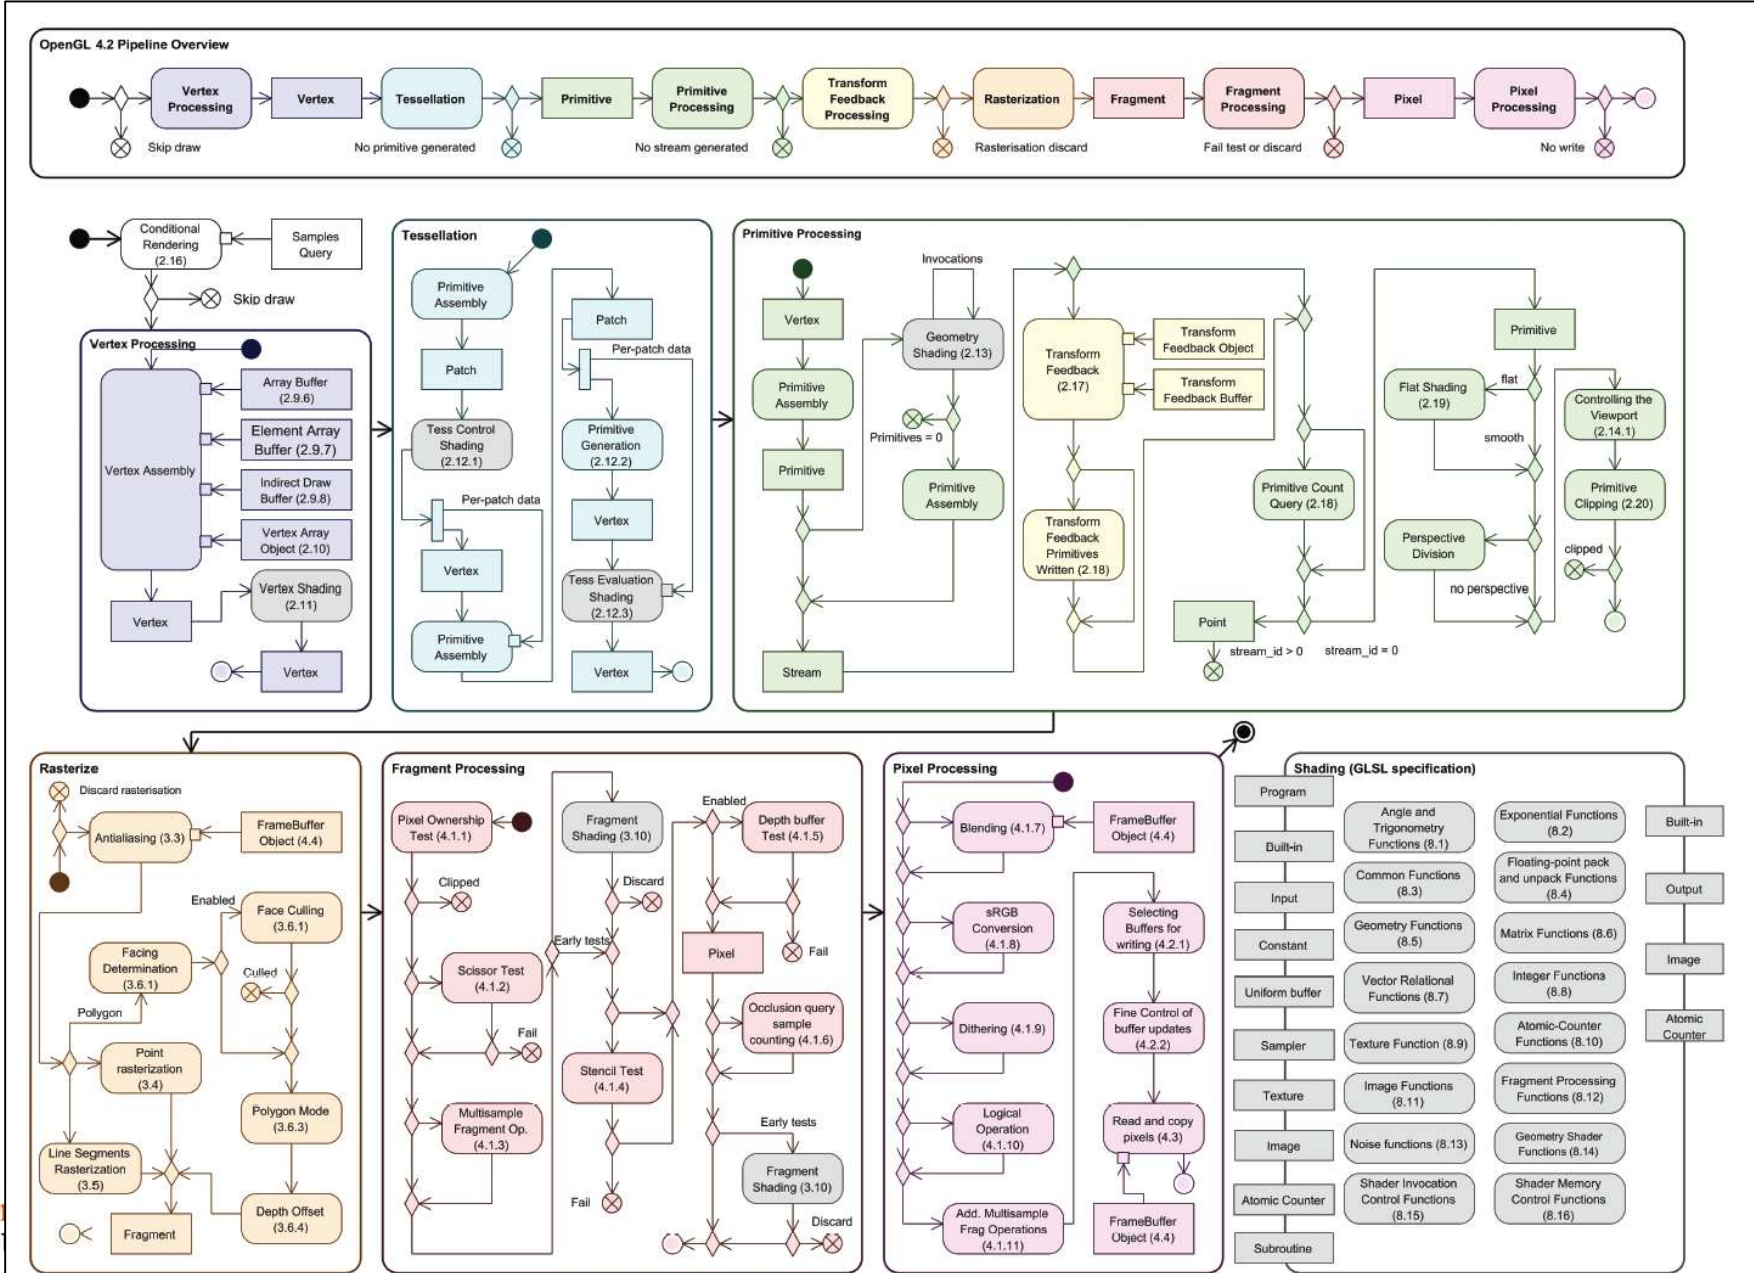 OpenGL 4.2 Pipeline Overview
Vertex
Processing
Vertex
Tessellation
Primitive
Primitive
Processing
Transform
Feedback
Processing
Rasterization
Fragment
Fragment
Processing
Pixel
Pixel
Processing
Skip draw
No primitive generated
No stream generated
Rasterisation discard
Fail test or discard
No write
Conditional
Rendering
(2.16)
Samples
Query
Skip draw
Vertex Processing
Vertex Assembly
Array Buffer
(2.9.6)
Element Array
Buffer (2.9.7)
Indirect Draw
Buffer (2.9.8)
Vertex Array
Object (2.10)
Vertex Shading
(2.11)
Vertex
Vertex
Tessellation
Primitive
Assembly
Patch
Tess Control
Shading
(2.12.1)
Per-patch data
Vertex
Primitive
Assembly
Patch
Per-patch data
Primitive
Generation
(2.12.2)
Vertex
Tess Evaluation
Shading
(2.12.3)
Vertex
Primitive Processing
Vertex
Primitive
Assembly
Primitive
Stream
Invocations
Geometry
Shading (2.13)
Primitives = 0
Primitive
Assembly
Transform
Feedback
(2.17)
Transform
Feedback Object
Transform
Feedback Buffer
Transform
Feedback
Primitives
Written (2.18)
Primitive Count
Query (2.18)
Point
stream_id > 0
stream_id = 0
Primitive
flat
Flat Shading
(2.19)
smooth
Perspective
Division
no perspective
Controlling the
Viewport
(2.14.1)
Primitive
Clipping (2.20)
clipped
Rasterize
Discard rasterisation
Antialiasing (3.3)
FrameBuffer
Object (4.4)
Enabled
Face Culling
(3.6.1)
Facing
Determination
(3.6.1)
Culled
Pollygon
Point
rasterization
(3.4)
Polygon Mode
(3.6.3)
Line Segments
Rasterization
(3.5)
Depth Offset
(3.6.4)
Fragment
Fragment Processing
Pixel Ownership
Test (4.1.1)
Clipped
Scissor Test
(4.1.2)
Fail
Multisample
Fragment Op.
(4.1.3)
Fragment
Shading (3.10)
Discard
Early tests
Stencil Test
(4.1.4)
Fail
Enabled
Depth buffer
Test (4.1.5)
Fail
Pixel
Occlusion query
sample
counting (4.1.6)
Early tests
Fragment
Shading (3.10)
Discard
Pixel Processing
Blending (4.1.7)
FrameBuffer
Object (4.4)
sRGB
Conversion
(4.1.8)
Dithering (4.1.9)
Logical
Operation
(4.1.10)
Add. Multisample
Frag Operations
(4.1.11)
Selecting
Buffers for
writing (4.2.1)
Fine Control of
buffer updates
(4.2.2)
Read and copy
pixels (4.3)
FrameBuffer
Object (4.4)
Shading (GLSL specification)
Program
Built-in
Input
Constant
Uniform buffer
Sampler
Texture
Image
Atomic Counter
Subroutine
Angle and
Trigonometry
Functions (8.1)
Exponential Functions
(8.2)
Common Functions
(8.3)
Floating-point pack
and unpack Functions
(8.4)
Geometry Functions
(8.5)
Matrix Functions (8.6)
Vector Relational
Functions (8.7)
Integer Functiona
(8.8)
Texture Function (8.9)
Atomic-Counter
Functions (8.10)
Image Functions
(8.11)
Fragment Processing
Functions (8.12)
Noise functions (8.13)
Geometry Shader
Functions (8.14)
Shader Invocation
Control Functions
(8.15)
Shader Memory
Control Functions
(8.16)
Built-in
Output
Image
Atomic
Counter